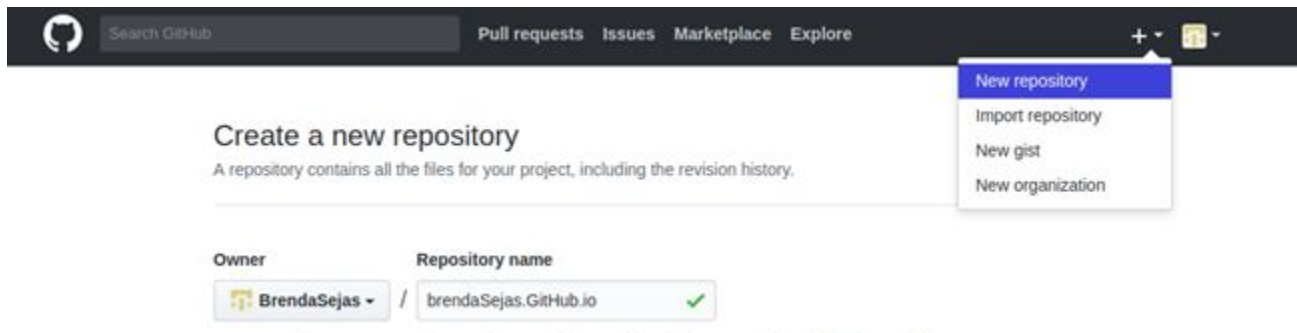 Search GitHub
Pull requests Issues Marketplace Explore
New repository
Import repository
New gist
New organization
Create a new repository
A repository contains all the files for your project, including the revision history.
Owner
Repository name
BrendaSejas / brendaSejas.GitHub.io